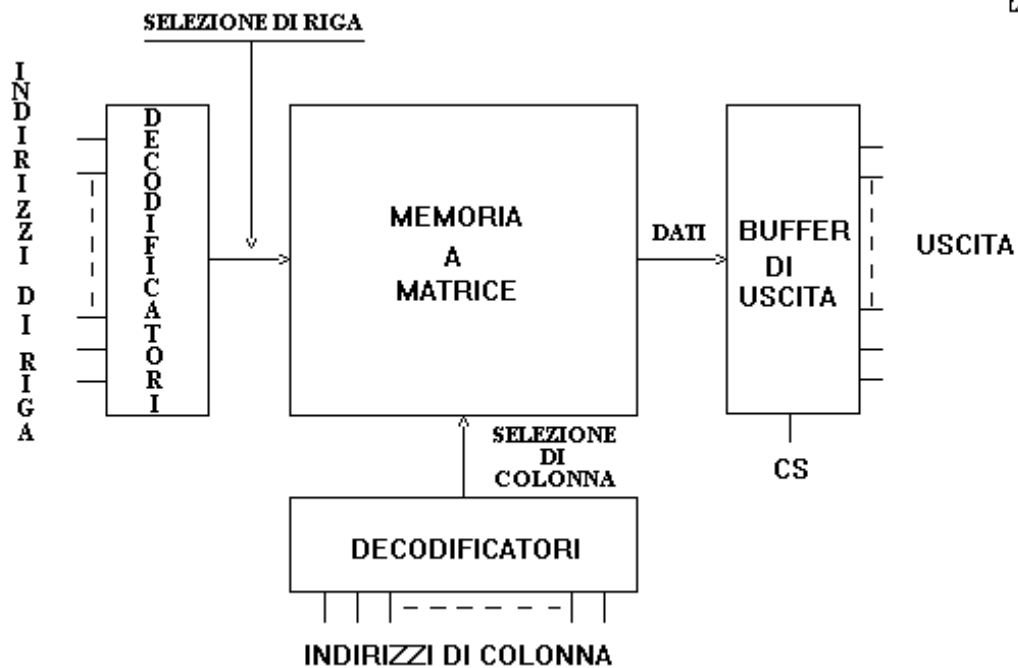 SELEZIONE DI RIGA
INDIRIZZI DI RIGA
DECODIFICATORI
MEMORIA
A
MATRICE
DATI
BUFFER
DI
USCITA
USCITA
CS
SELEZIONE
DI
COLONNA
DECODIFICATORI
INDIRIZZI DI COLONNA